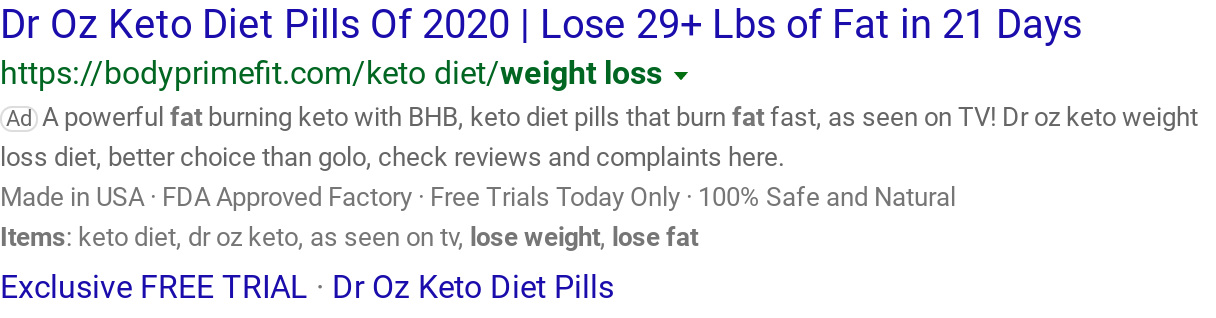 Dr Oz Keto Diet Pills Of 2020 | Lose 29+ Lbs of Fat in 21 Days
https://bodyprimefit.com/keto diet/weight loss
Ad A powerful fat burning keto with BHB, keto diet pills that burn fat fast, as seen on TV! Dr oz keto weight
loss diet, better choice than golo, check reviews and complaints here.
Made in USA · FDA Approved Factory · Free Trials Today Only · 100% Safe and Natural
Items: keto diet, dr oz keto, as seen on tv, lose weight, lose fat
Exclusive FREE TRIAL · Dr Oz Keto Diet Pills